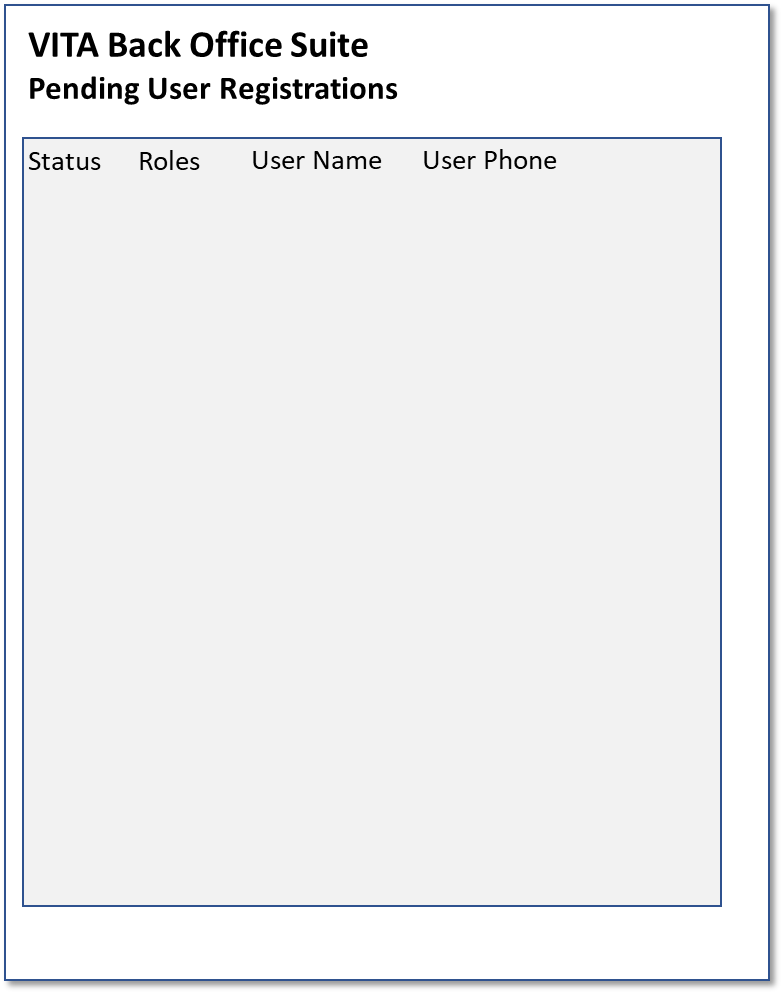 VITA Back Office Suite
Pending User Registrations
Status Roles User Name User Phone